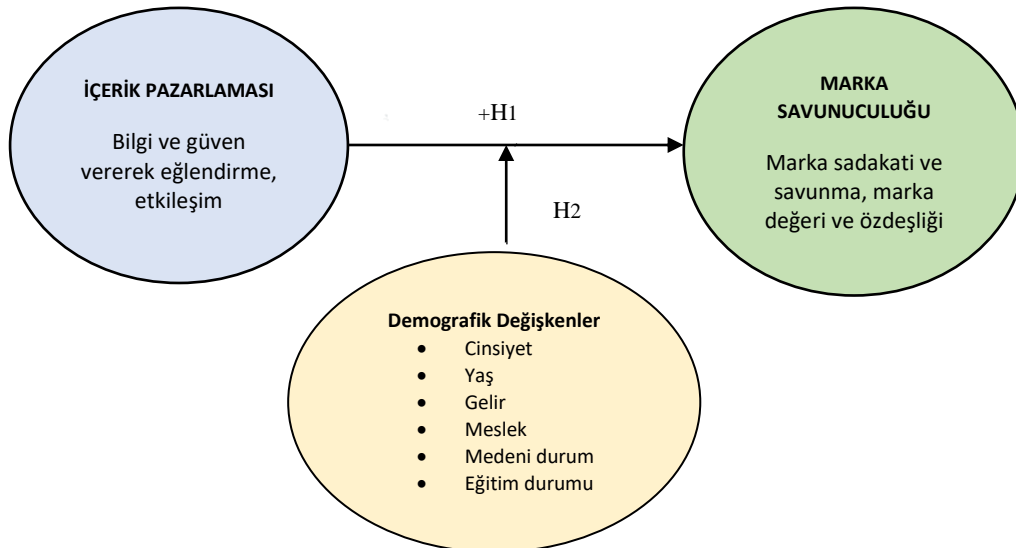 İÇERİK PAZARLAMASI
Bilgi ve güven
vererek eğlendirme,
etkileşim
+H1
MARKA
SAVUNUCULUĞU
Marka sadakati ve
savunma, marka
değeri ve özdeşliği
H2
Demografik Değişkenler
• Cinsiyet
• Yaş
• Gelir
• Meslek
• Medeni durum
• Eğitim durumu